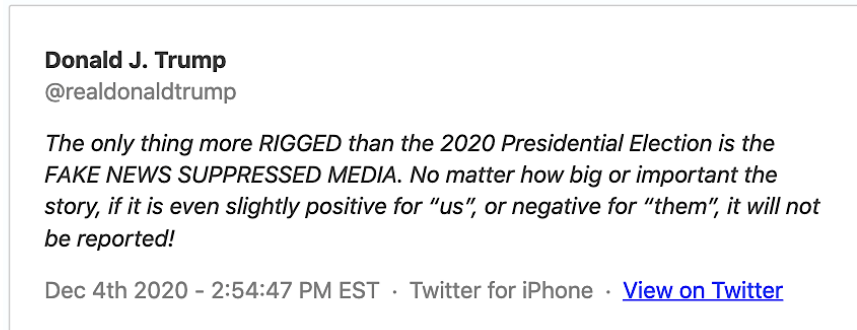 Donald J. Trump
@realdonaldtrump
The only thing more RIGGED than the 2020 Presidential Election is the
FAKE NEWS SUPPRESSED MEDIA. No matter how big or important the
story, if it is even slightly positive for “us”, or negative for “them”, it will not
be reported!
Dec 4th 2020 - 2:54:47 PM EST · Twitter for iPhone · View on Twitter